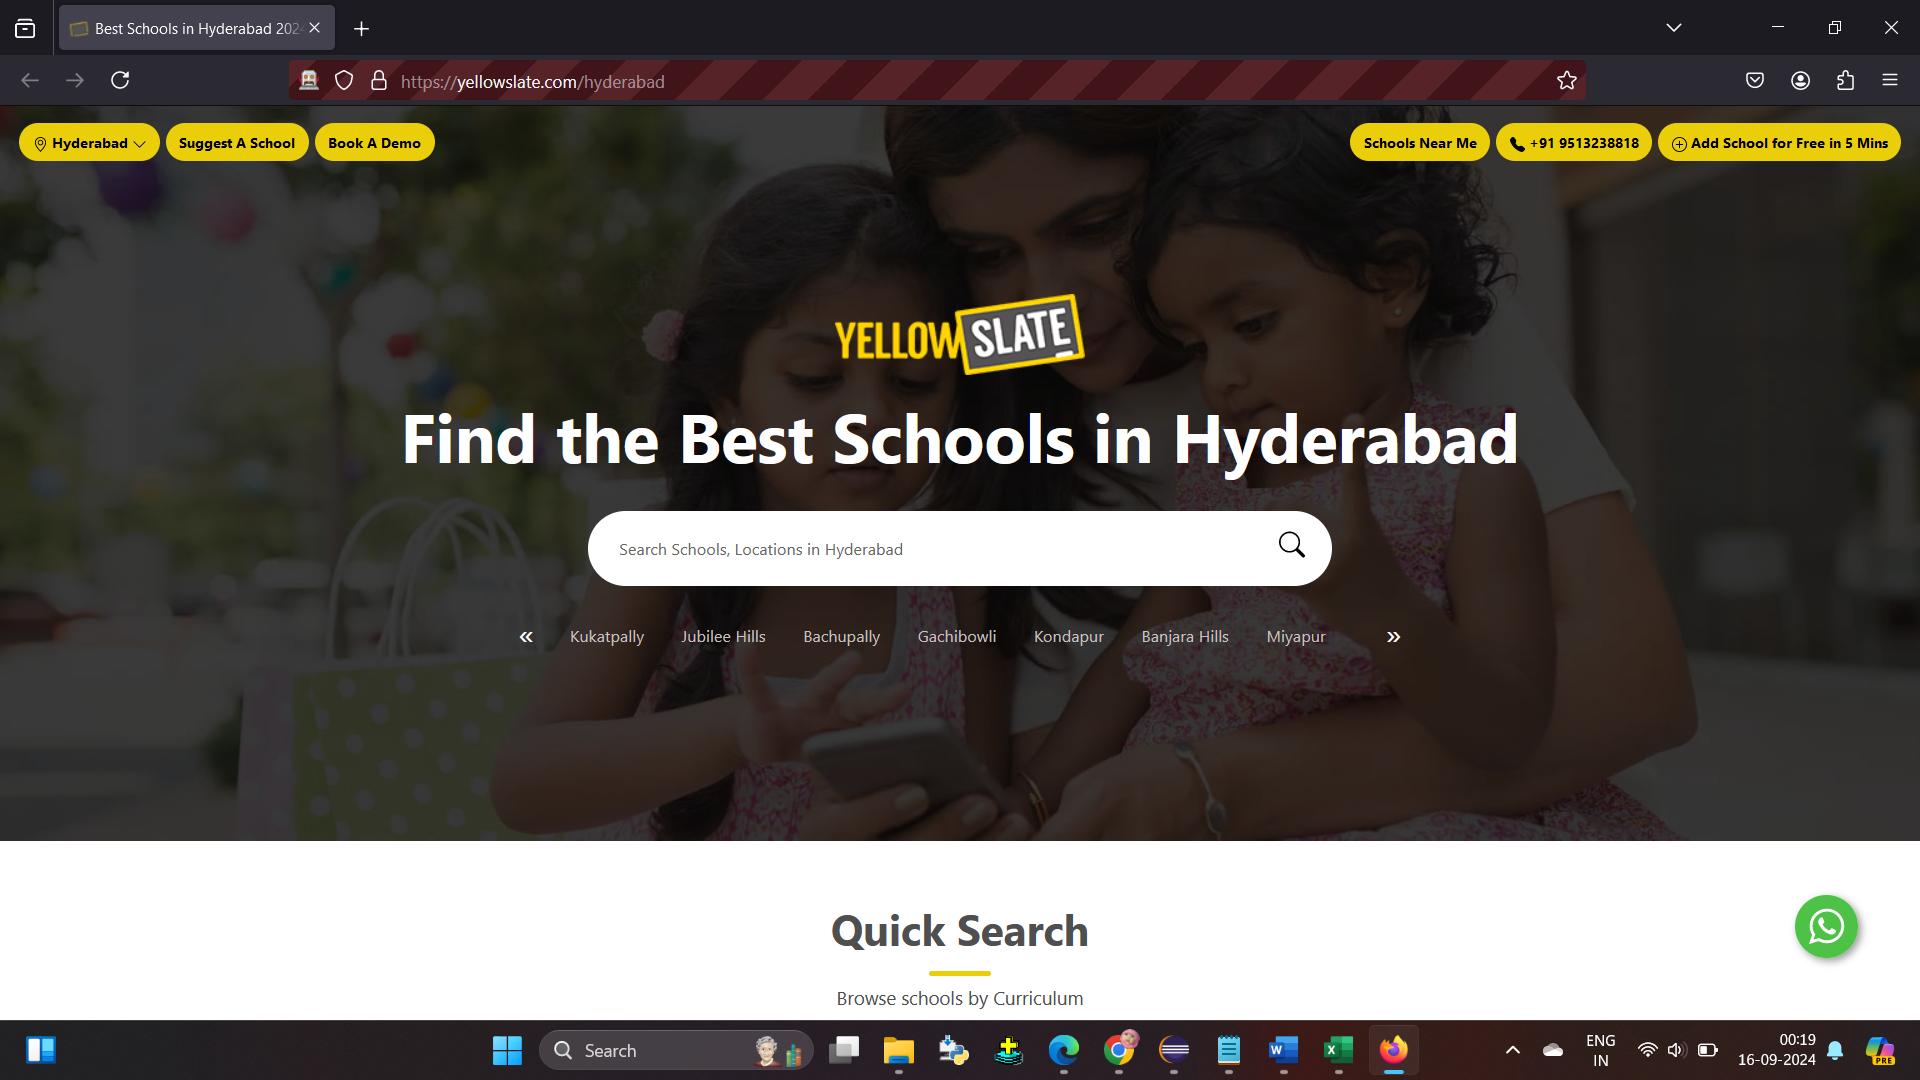 Best Schools in Hyderabad 2024
https://yellowslate.com/hyderabad
Hyderabad
Suggest A School
Book A Demo
Schools Near Me
+91 9513238818
Add School for Free in 5 Mins
YELLOW SLATE
Find the Best Schools in Hyderabad
Search Schools, Locations in Hyderabad
« Kukatpally Jubilee Hills Bachupally Gachibowli Kondapur Banjara Hills Miyapur »
Quick Search
Browse schools by Curriculum
Search
ENG
IN
00:19
16-09-2024
PRE